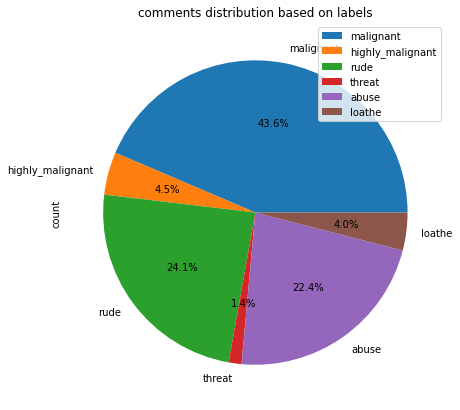 comments distribution based on labels
malignant
highly_malignant
rude
threat
abuse
loathe
malignant
43.6%
highly_malignant
4.5%
count
4.0%
loathe
24.1%
22.4%
1.4%
rude
abuse
threat